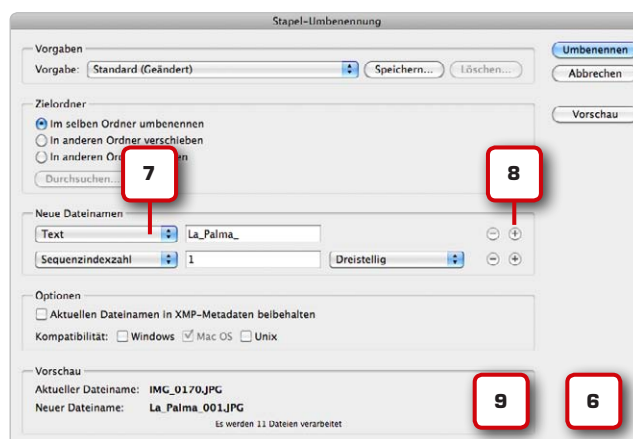 Stapel-Umbenennung
Vorgaben
Vorgabe: Standard (Geändert) Speichern... Löschen...
Umbenennen
Abbrechen
Vorschau
Zielordner
Im selben Ordner umbenennen
In anderen Ordner verschieben
In anderen
Durchsuchen...
7
8
Neue Dateinamen
Text La_Palma_
Sequenzindexzahl 1 Dreistellig
Optionen
Aktuellen Dateinamen in XMP-Metadaten beibehalten
Kompatibilität: Windows Mac OS Unix
Vorschau
Aktueller Dateiname: IMG_0170.JPG
Neuer Dateiname: La_Palma_001.JPG
Es werden 11 Dateien verarbeitet
9
6